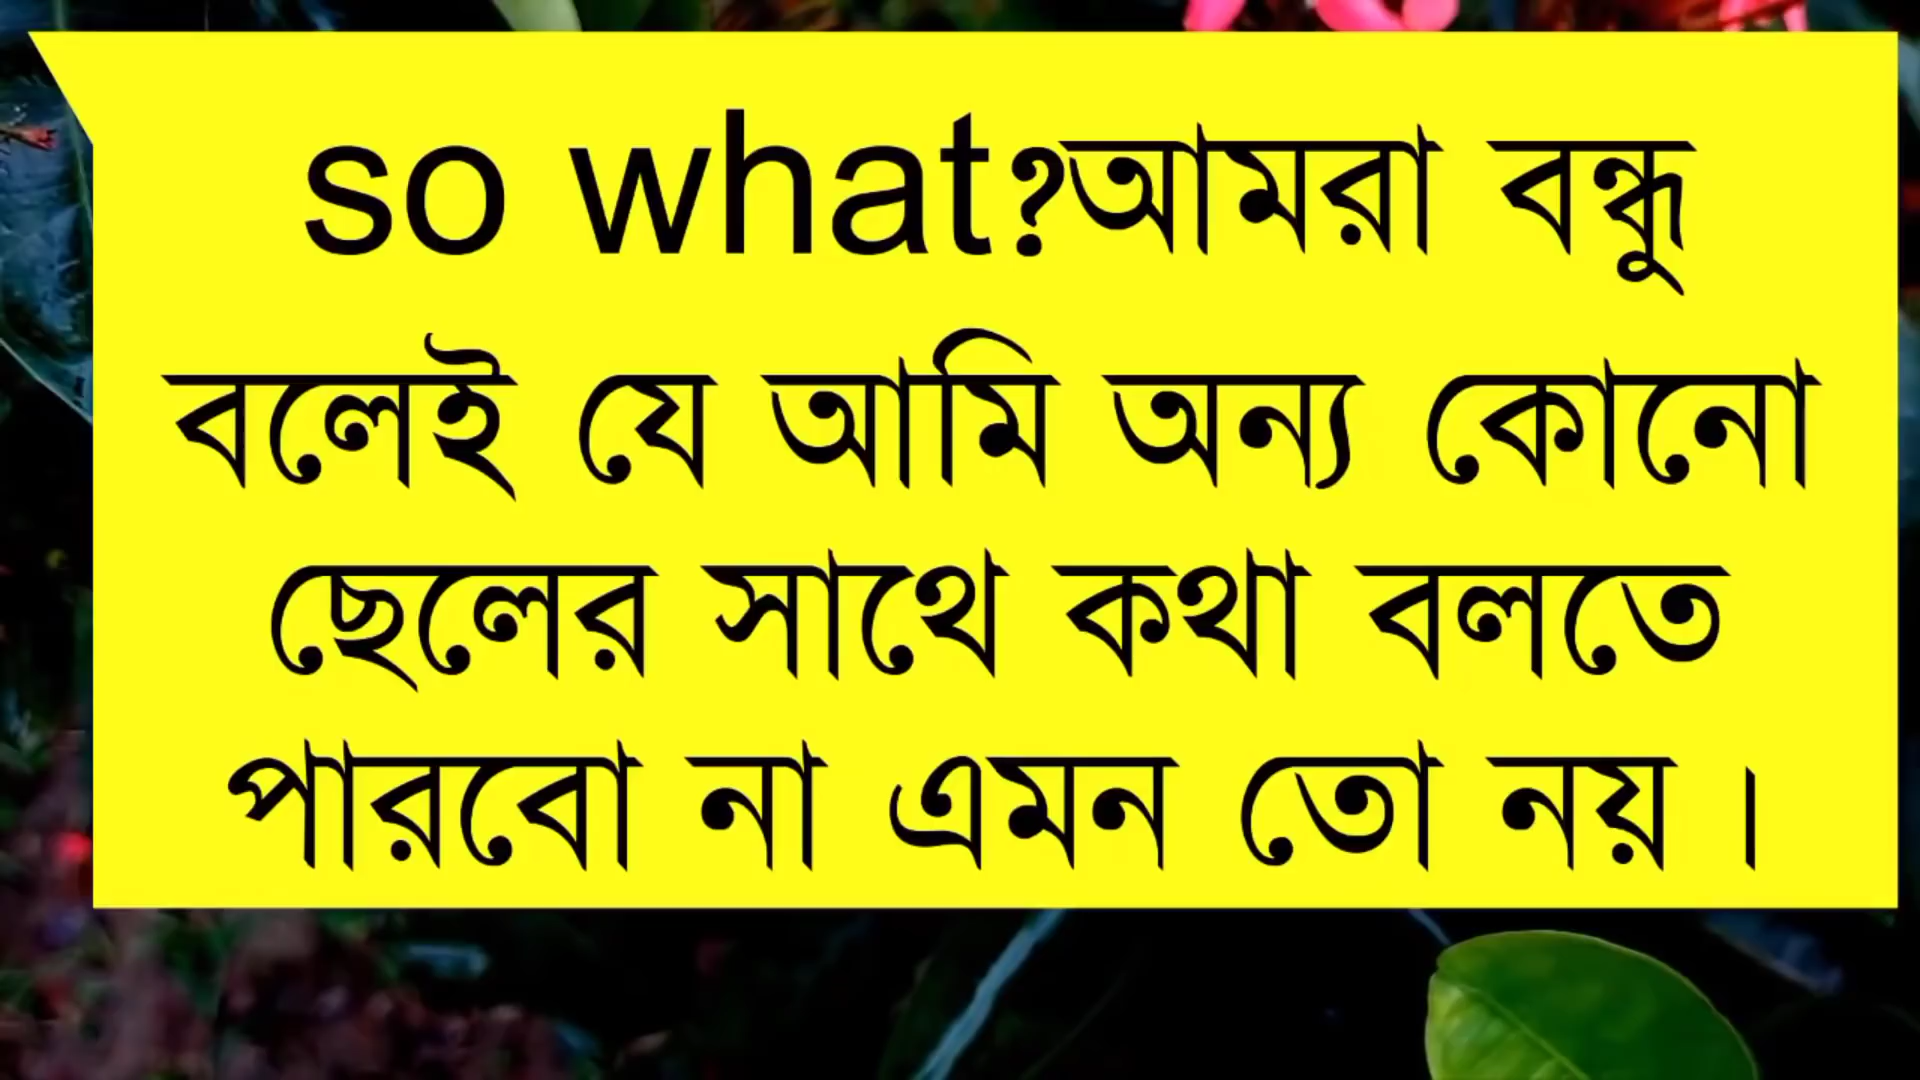 so what?আমরা বন্ধু
বলেই যে আমি অন্য কোনো
ছেলের সাথে কথা বলতে
পারবো না এমন তো নয় ।